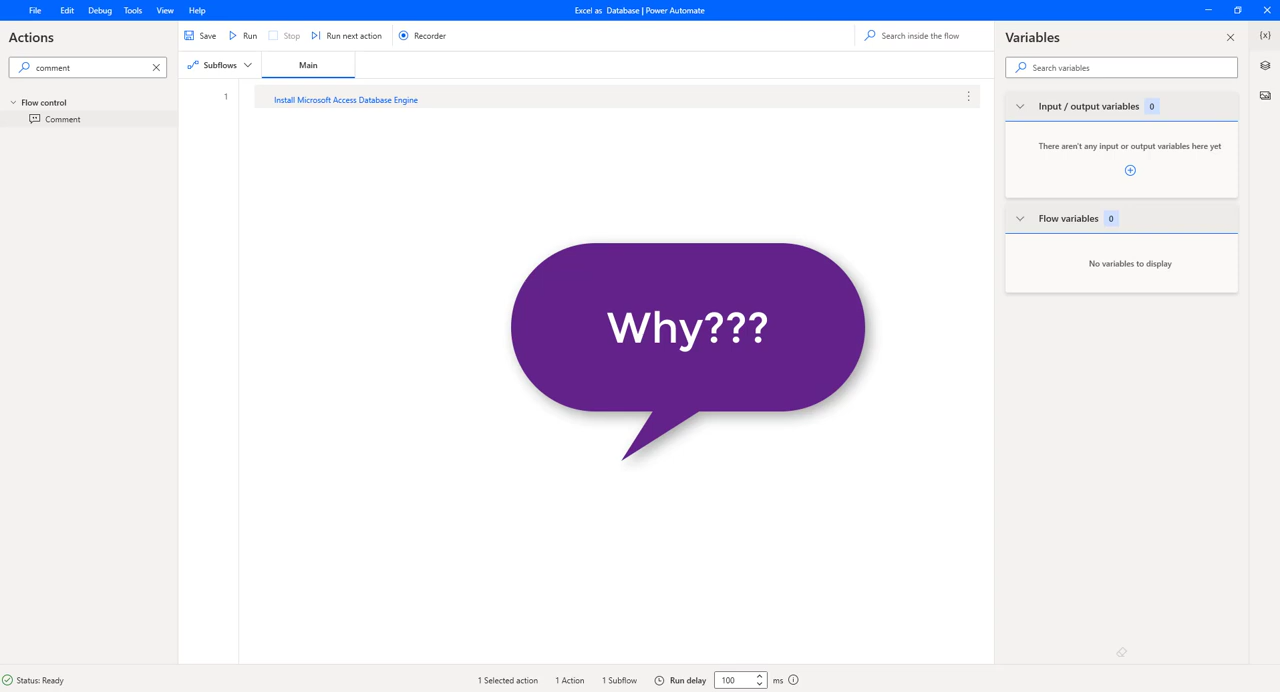 File Edit Debug Tools View Help
Excel as Database | Power Automate
Actions
comment
Flow control
Comment
Save Run Stop Run next action Recorder
Search inside the flow
Subflows
Main
1
Install Microsoft Access Database Engine
Why???
Variables
{x}
Search variables
Input / output variables 0
There aren't any input or output variables here yet
Flow variables 0
No variables to display
Status: Ready
1 Selected action 1 Action 1 Subflow Run delay 100 ms